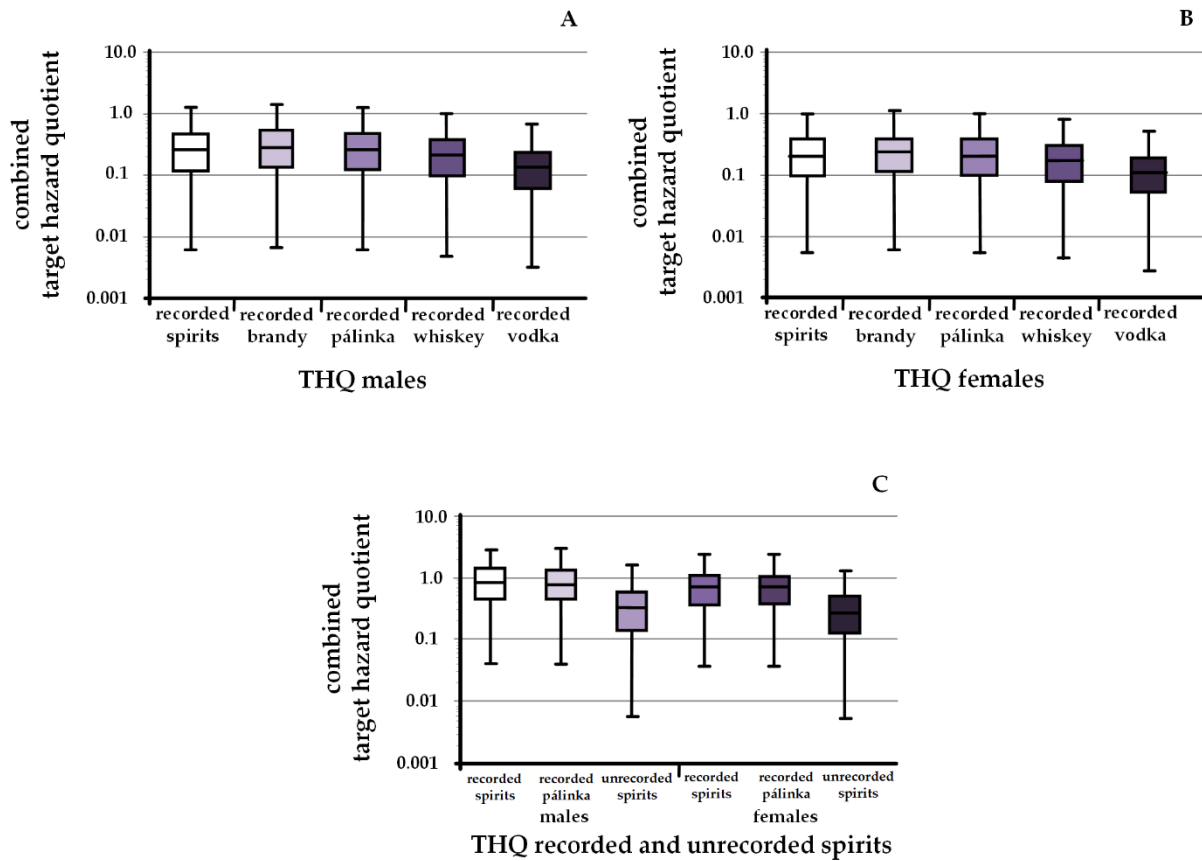 A
combined
target hazard quotient
10.0
1.0
0.1
0.01
0.001
recorded recorded recorded recorded recorded
spirits brandy pálinka whiskey vodka
THQ males
B
combined
target hazard quotient
10.0
1.0
0.1
0.01
0.001
recorded recorded recorded recorded recorded
spirits brandy pálinka whiskey vodka
THQ females
C
combined
target hazard quotient
10.0
1.0
0.1
0.01
0.001
recorded recorded unrecorded recorded recorded unrecorded
spirits pálinka spirits spirits pálinka spirits
males females
THQ recorded and unrecorded spirits